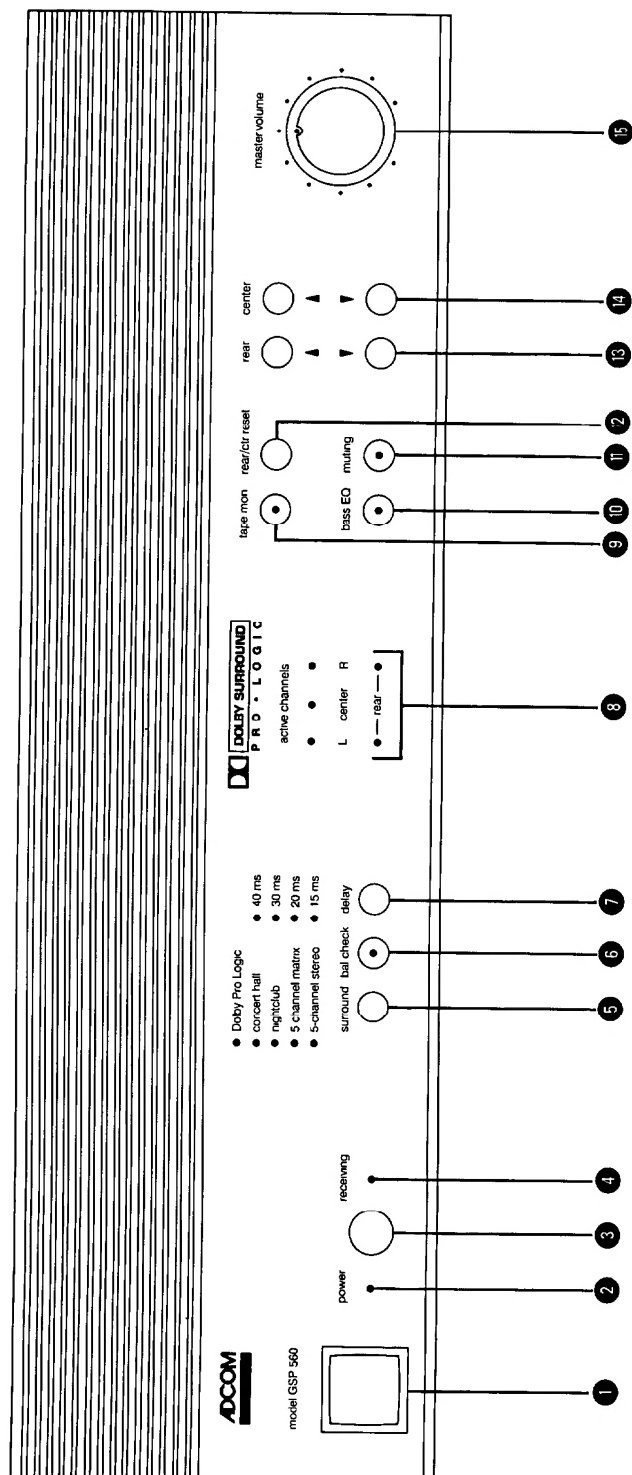 ADCOM
model GSP 560
power
receiving
Dolby Pro Logic
concert hall
40 ms
nightclub
30 ms
5 channel matrix
20 ms
5-channel stereo
15 ms
surround
bal check
delay
DOLBY SURROUND
PRO • LOGIC
active channels
L center R
rear
tape mon
rear/ctr reset
bass EQ
muting
rear
center
master volume
1 2 3 4 5 6 7 8 9 10 11 12 13 14 15